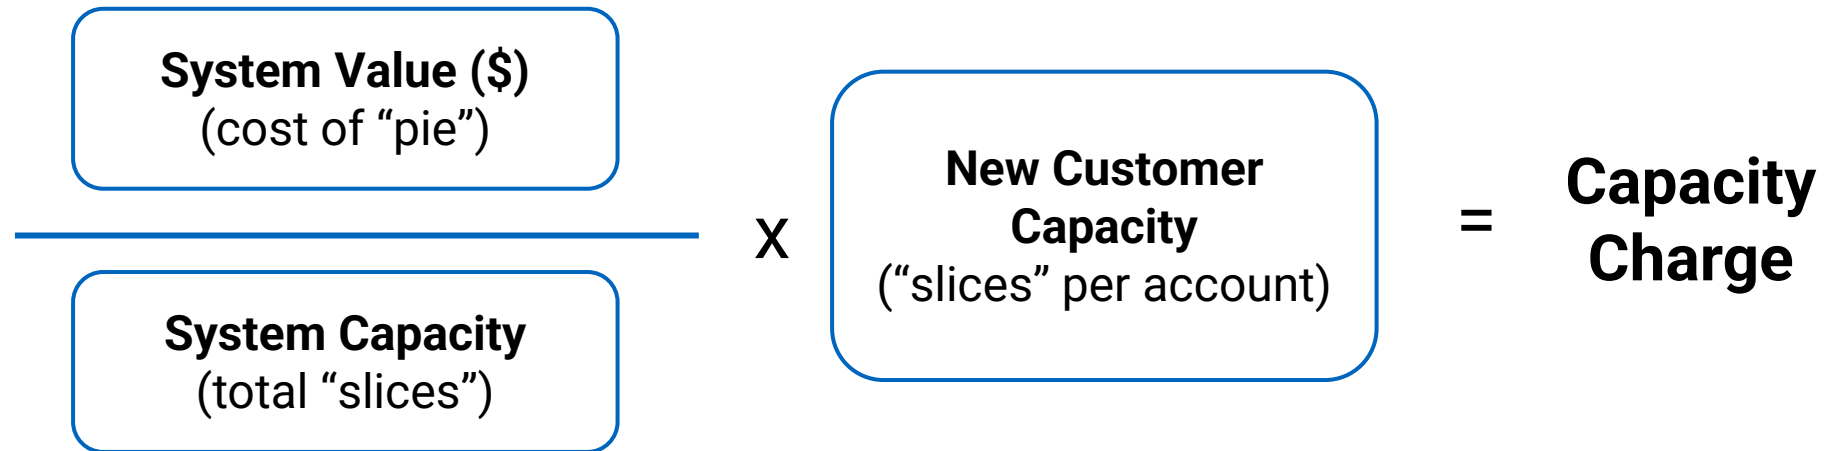 System Value ($)
(cost of “pie”)
System Capacity
(total “slices”)
x
New Customer
Capacity
(“slices” per account)
=
Capacity
Charge